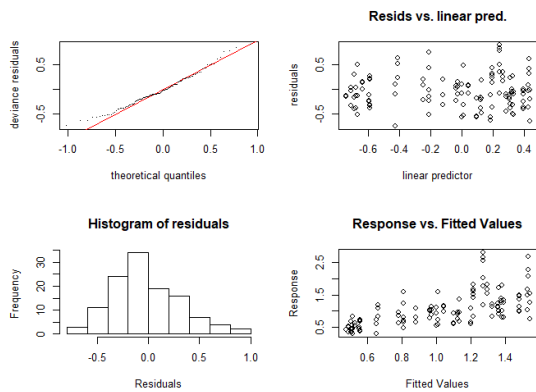 deviance residuals
-0.5 0.5
-1.0 -0.5 0.0 0.5 1.0
theoretical quantiles
Resids vs. linear pred.
residuals
-0.5 0.5
-0.6 -0.4 -0.2 0.0 0.2 0.4
linear predictor
Histogram of residuals
Frequency
0 10 30
-0.5 0.0 0.5 1.0
Residuals
Response vs. Fitted Values
Response
0.5 1.5 2.5
0.6 0.8 1.0 1.2 1.4
Fitted Values